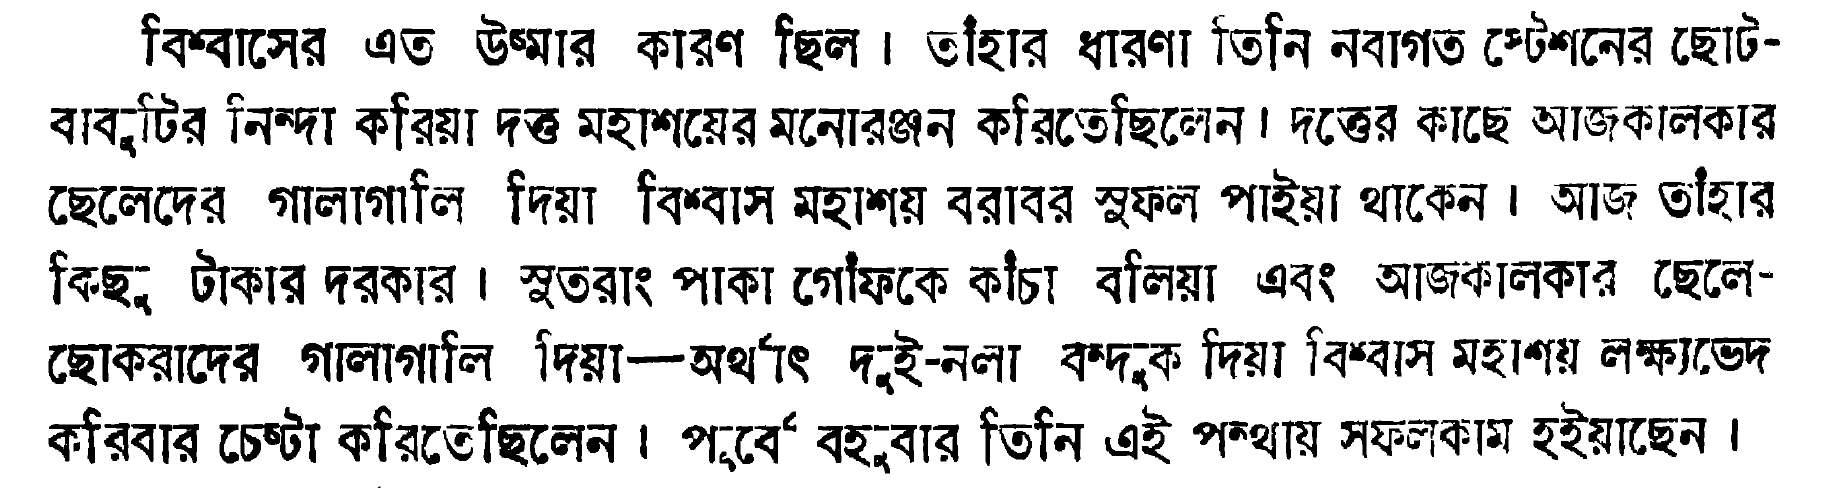 বিশ্বাসের এত উষ্মার কারণ ছিল। তাঁহার ধারণা তিনি নবাগত স্টেশনের ছোট-
বাবুটির নিন্দা করিয়া দত্ত মহাশয়ের মনোরঞ্জন করিতেছিলেন। দত্তের কাছে আজকালকার
ছেলেদের গালাগালি দিয়া বিশ্বাস মহাশয় বরাবর সুফল পাইয়া থাকেন। আজ তাঁহার
কিছু টাকার দরকার। সুতরাং পাকা গোঁফকে কাঁচা বলিয়া এবং আজকালকার ছেলে-
ছোকরাদের গালাগালি দিয়া—অর্থাৎ দুই-নলা বন্দুক দিয়া বিশ্বাস মহাশয় লক্ষ্যভেদ
করিবার চেষ্টা করিতেছিলেন। পূর্বে বহুবার তিনি এই পন্থায় সফলকাম হইয়াছেন।